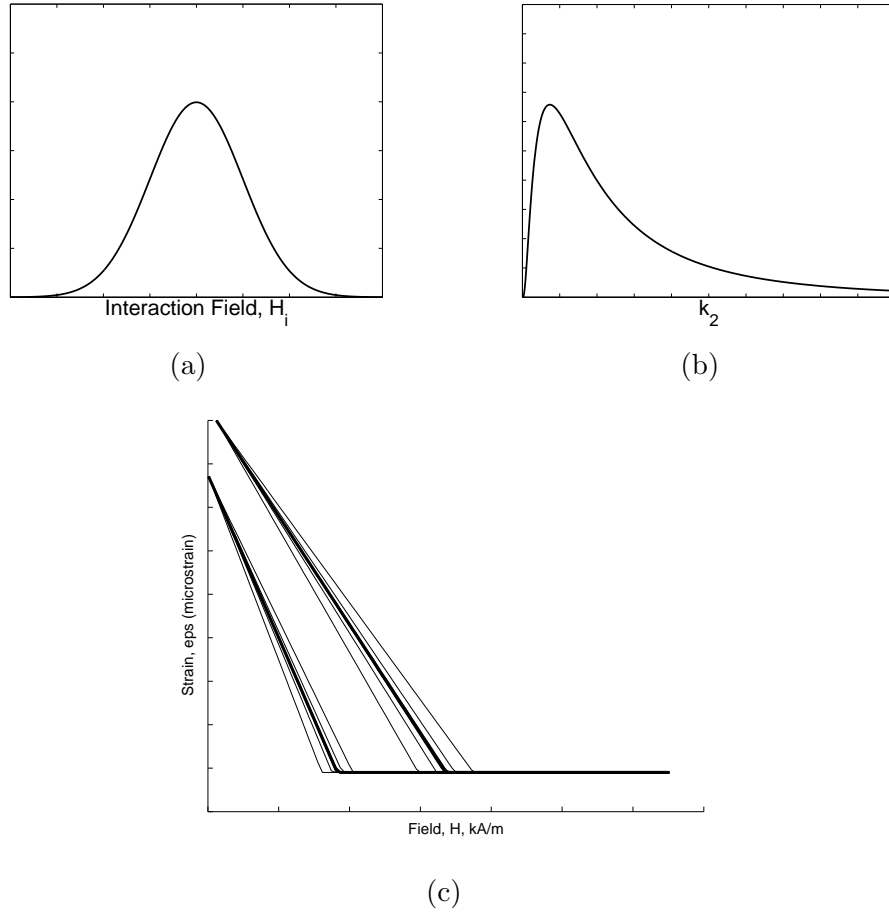 Interaction Field, H_i
k_2
(a)
(b)
Strain, eps (microstrain)
Field, H, kA/m
(c)